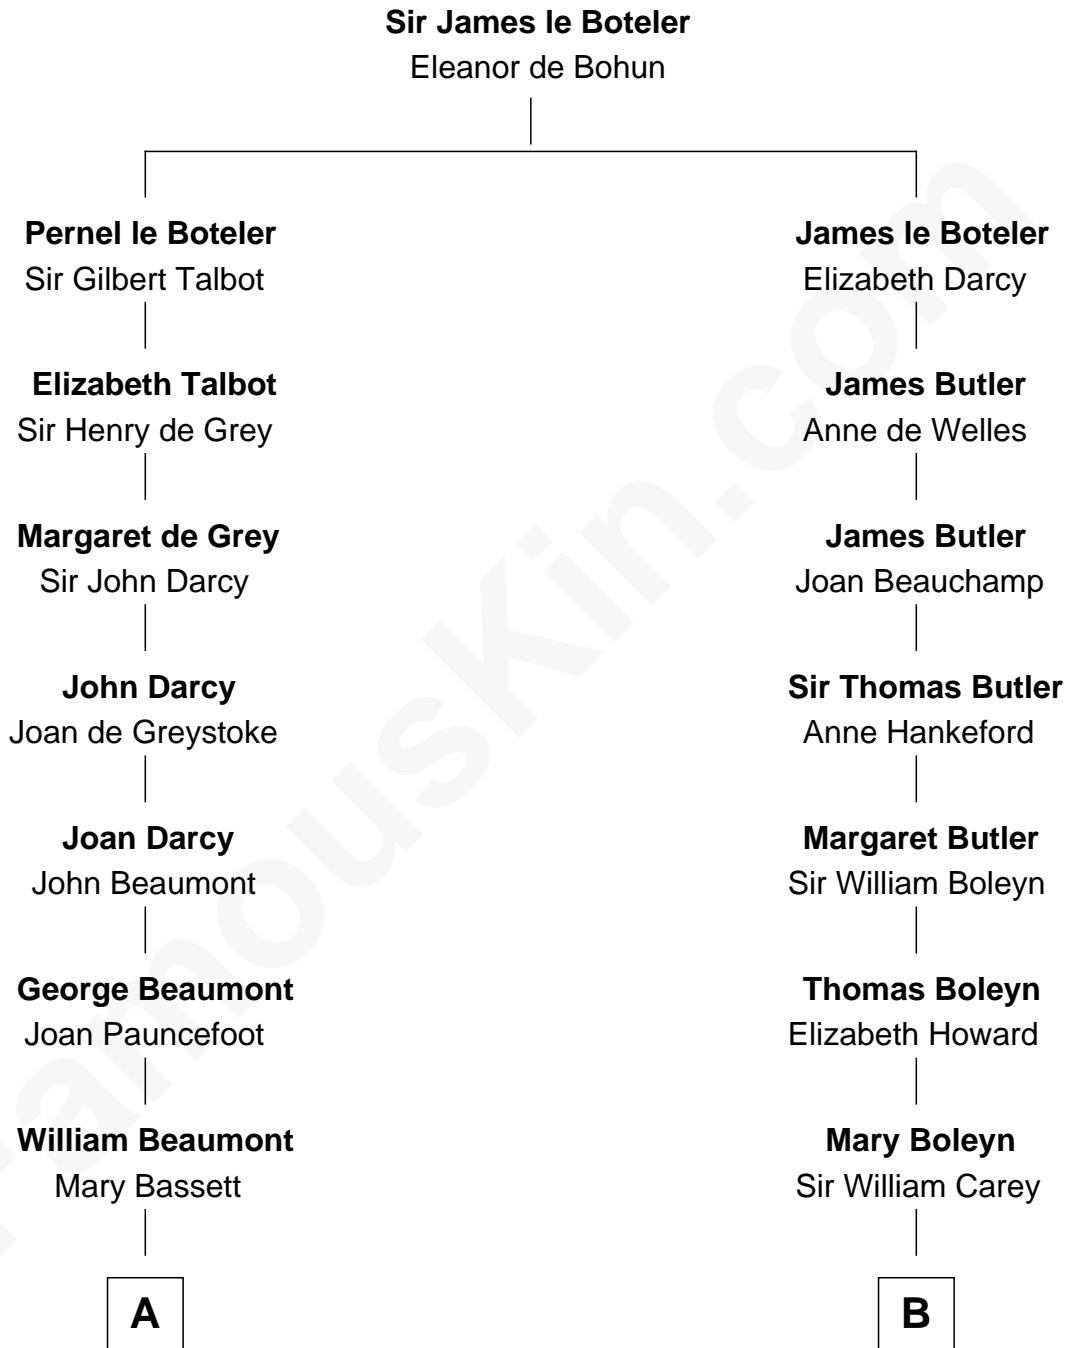 Sir James le Boteler
Eleanor de Bohun
Pernel le Boteler
Sir Gilbert Talbot
James le Boteler
Elizabeth Darcy
Elizabeth Talbot
Sir Henry de Grey
James Butler
Anne de Welles
Margaret de Grey
Sir John Darcy
James Butler
Joan Beauchamp
John Darcy
Joan de Greystoke
Sir Thomas Butler
Anne Hankeford
Joan Darcy
John Beaumont
Margaret Butler
Sir William Boleyn
George Beaumont
Joan Pauncefoot
Thomas Boleyn
Elizabeth Howard
William Beaumont
Mary Bassett
Mary Boleyn
Sir William Carey
A
B
FamousKin.com